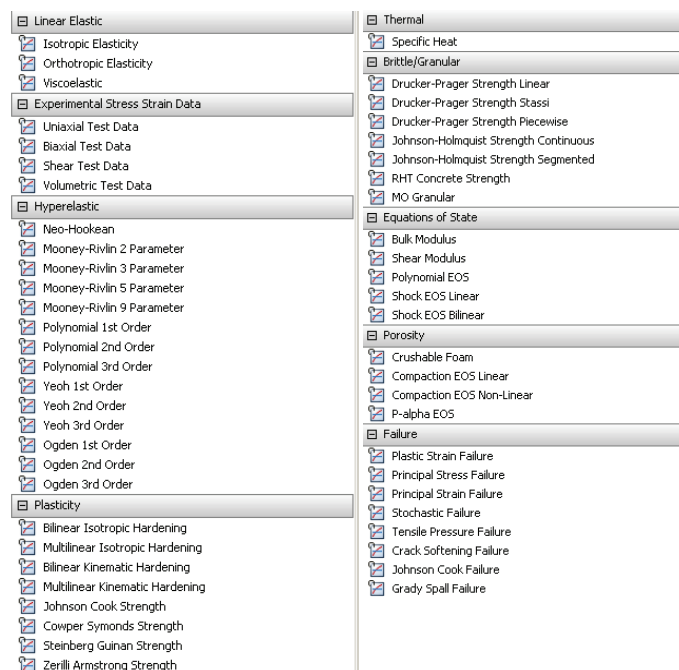 Linear Elastic
Isotropic Elasticity
Orthotropic Elasticity
Viscoelastic
Experimental Stress Strain Data
Uniaxial Test Data
Biaxial Test Data
Shear Test Data
Volumetric Test Data
Hyperelastic
Neo-Hookean
Mooney-Rivlin 2 Parameter
Mooney-Rivlin 3 Parameter
Mooney-Rivlin 5 Parameter
Mooney-Rivlin 9 Parameter
Polynomial 1st Order
Polynomial 2nd Order
Polynomial 3rd Order
Yeoh 1st Order
Yeoh 2nd Order
Yeoh 3rd Order
Ogden 1st Order
Ogden 2nd Order
Ogden 3rd Order
Plasticity
Bilinear Isotropic Hardening
Multilinear Isotropic Hardening
Bilinear Kinematic Hardening
Multilinear Kinematic Hardening
Johnson Cook Strength
Cowper Symonds Strength
Steinberg Guinan Strength
Zerilli Armstrong Strength
Thermal
Specific Heat
Brittle/Granular
Drucker-Prager Strength Linear
Drucker-Prager Strength Stassi
Drucker-Prager Strength Piecewise
Johnson-Holmquist Strength Continuous
Johnson-Holmquist Strength Segmented
RHT Concrete Strength
MO Granular
Equations of State
Bulk Modulus
Shear Modulus
Polynomial EOS
Shock EOS Linear
Shock EOS Bilinear
Porosity
Crushable Foam
Compaction EOS Linear
Compaction EOS Non-Linear
P-alpha EOS
Failure
Plastic Strain Failure
Principal Stress Failure
Principal Strain Failure
Stochastic Failure
Tensile Pressure Failure
Crack Softening Failure
Johnson Cook Failure
Grady Spall Failure